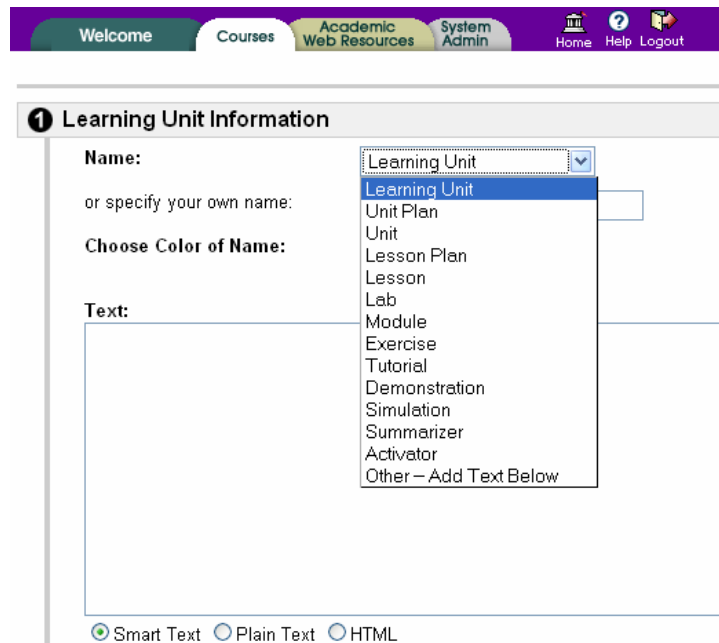 Welcome
Courses
Academic
Web Resources
System
Admin
Home Help Logout
1 Learning Unit Information
Name:
Learning Unit
Learning Unit
or specify your own name:
Unit Plan
Unit
Choose Color of Name:
Lesson Plan
Lesson
Lab
Text:
Module
Exercise
Tutorial
Demonstration
Simulation
Summarizer
Activator
Other – Add Text Below
Smart Text Plain Text HTML